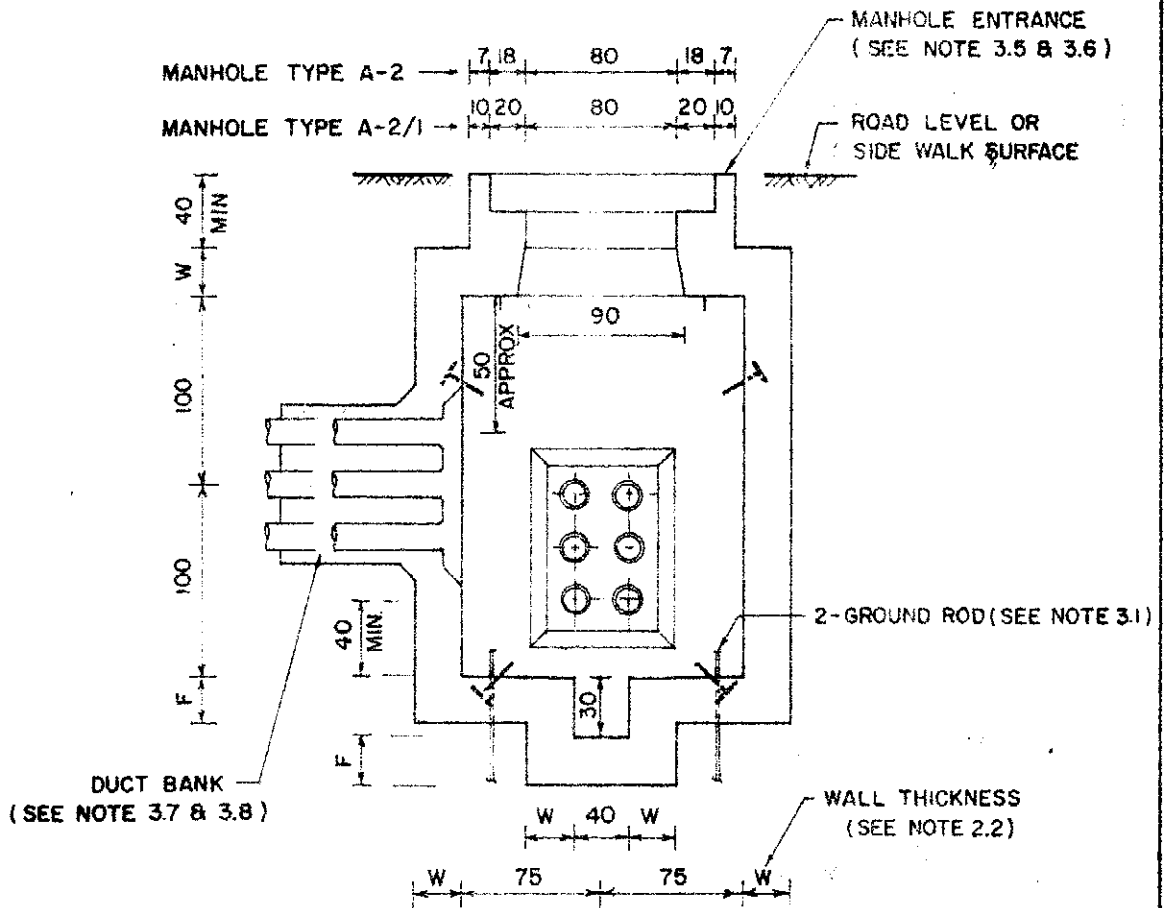 MANHOLE ENTRANCE
(SEE NOTE 3.5 & 3.6)
MANHOLE TYPE A-2
7 18 80 18 7
MANHOLE TYPE A-2/1
10 20 80 20 10
ROAD LEVEL OR
SIDE WALK SURFACE
40
MIN
W
100
90
50
APPROX
100
40
MIN.
2-GROUND ROD (SEE NOTE 3.1)
F
30
F
DUCT BANK
(SEE NOTE 3.7 & 3.8)
WALL THICKNESS
(SEE NOTE 2.2)
W 40 W
W 75 75 W